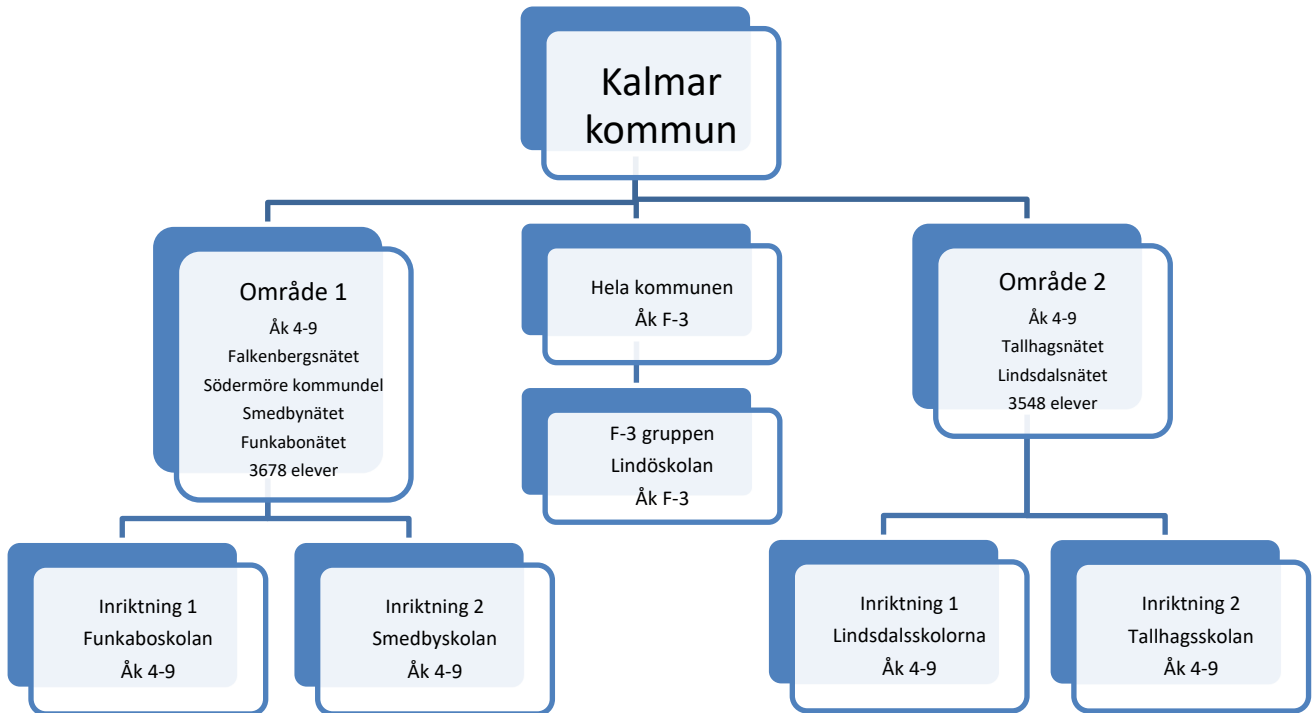 Kalmar
kommun
Område 1
Åk 4-9
Falkenbergsnätet
Södermöre kommundel
Smedbynätet
Funkabonätet
3678 elever
Hela kommunen
Åk F-3
Område 2
Åk 4-9
Tallhagsnätet
Lindsdalsnätet
3548 elever
F-3 gruppen
Lindöskolan
Åk F-3
Inriktning 1
Funkaboskolan
Åk 4-9
Inriktning 2
Smedbyskolan
Åk 4-9
Inriktning 1
Lindsdalsskolorna
Åk 4-9
Inriktning 2
Tallhagsskolan
Åk 4-9